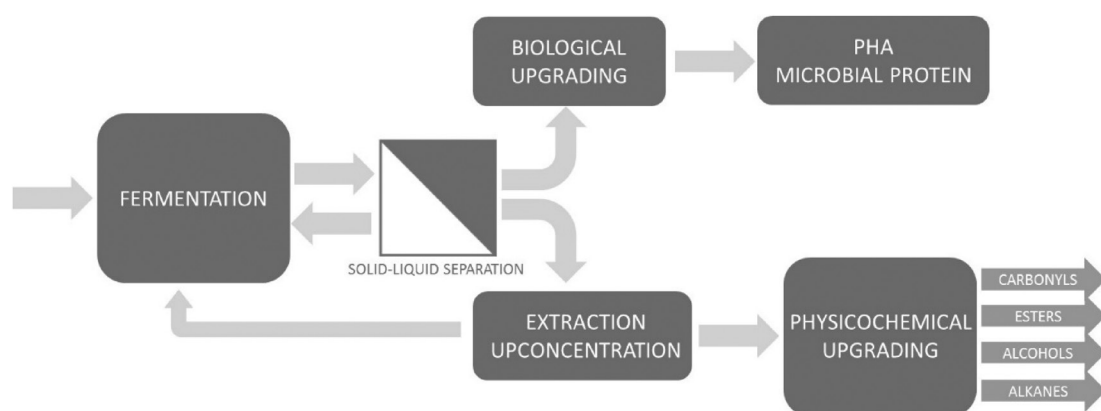 BIOLOGICAL
UPGRADING
PHA
MICROBIAL PROTEIN
FERMENTATION
SOLID-LIQUID SEPARATION
EXTRACTION
UPCONCENTRATION
PHYSICOCHEMICAL
UPGRADING
CARBONYLS
ESTERS
ALCOHOLS
ALKANES